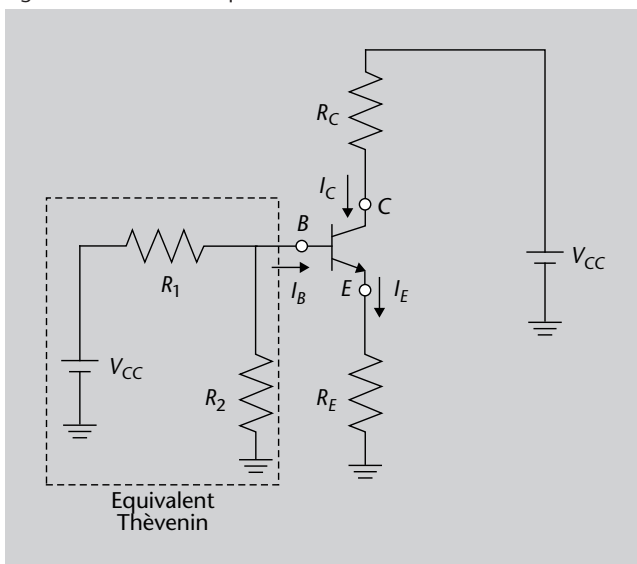 R_C
I_C
C
B
R_1
I_B
E
I_E
V_CC
V_CC
R_2
R_E
Equivalent
Thèvenin